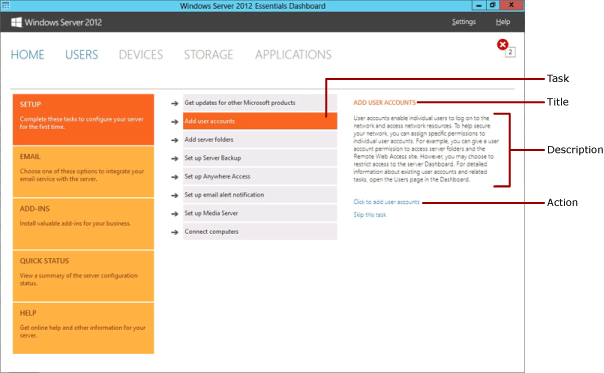 Windows Server 2012 Essentials Dashboard
Windows Server 2012
Settings
Help
HOME USERS DEVICES STORAGE APPLICATIONS
2
SETUP
Complete these tasks to configure your server
for the first time.
EMAIL
Choose one of these options to integrate your
email service with the server.
ADD-INS
Install valuable add-ins for your business.
QUICK STATUS
View a summary of the server configuration
status.
HELP
Get online help and other information for your
server.
Get updates for other Microsoft products
Add user accounts
Add server folders
Set up Server Backup
Set up Anywhere Access
Set up email alert notification
Set up Media Server
Connect computers
ADD USER ACCOUNTS
User accounts enable individual users to log on to the
network and access network resources. To help secure
your network, you can assign specific permissions to
individual user accounts. For example, you can give a user
account permission to access server folders and the
Remote Web Access site. However, you may choose to
restrict access to the server Dashboard. For detailed
information about existing user accounts and related
tasks, open the Users page in the Dashboard.
Click to add user accounts
Skip this task
Task
Title
Description
Action